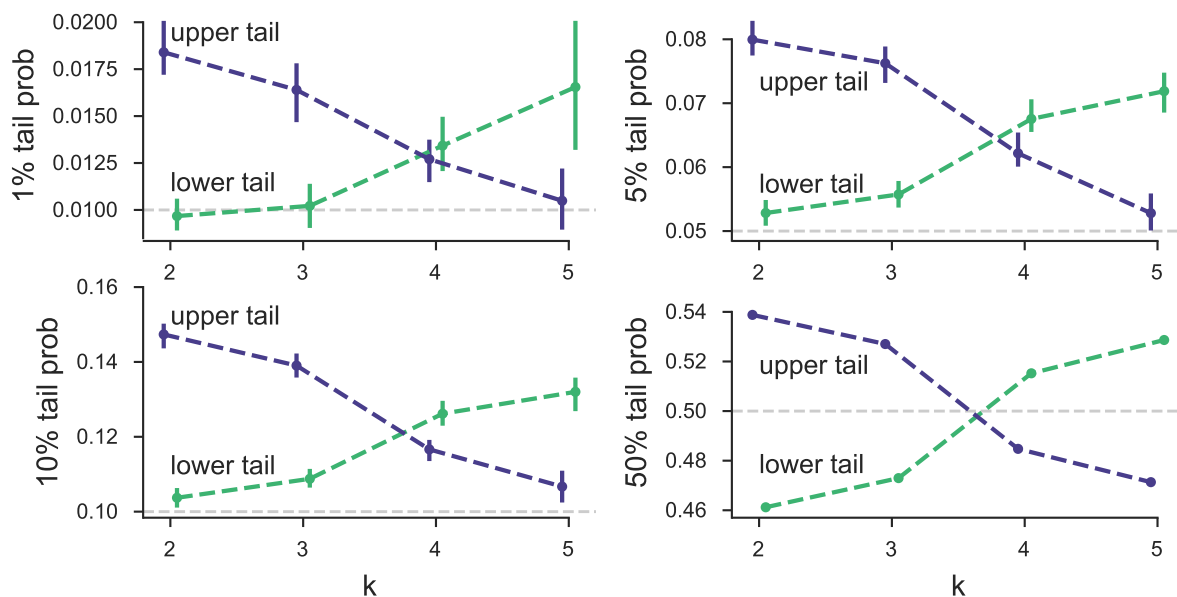 1% tail prob
0.0200
0.0175
0.0150
0.0125
0.0100
upper tail
lower tail
2 3 4 5
5% tail prob
0.08
0.07
0.06
0.05
upper tail
lower tail
2 3 4 5
10% tail prob
0.16
0.14
0.12
0.10
upper tail
lower tail
2 3 4 5
k
50% tail prob
0.54
0.52
0.50
0.48
0.46
upper tail
lower tail
2 3 4 5
k